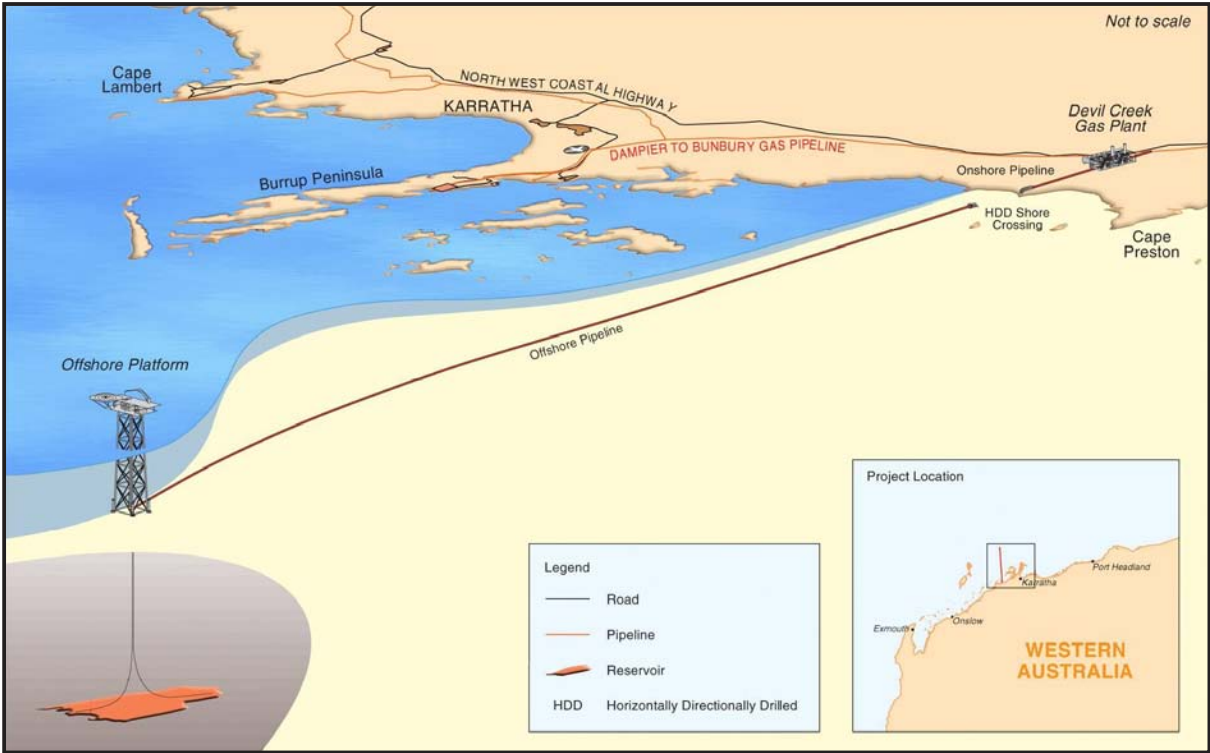 Not to scale
Cape
Lambert
NORTH WEST COASTAL HIGHWAY
KARRATHA
Devil Creek
Gas Plant
DAMPIER TO BUNBURY GAS PIPELINE
Onshore Pipeline
Burrup Peninsula
HDD Shore
Crossing
Cape
Preston
Offshore Pipeline
Offshore Platform
Legend
Road
Pipeline
Reservoir
HDD Horizontally Directionally Drilled
Project Location
Port Headland
Karratha
Onslow
Exmouth
WESTERN
AUSTRALIA